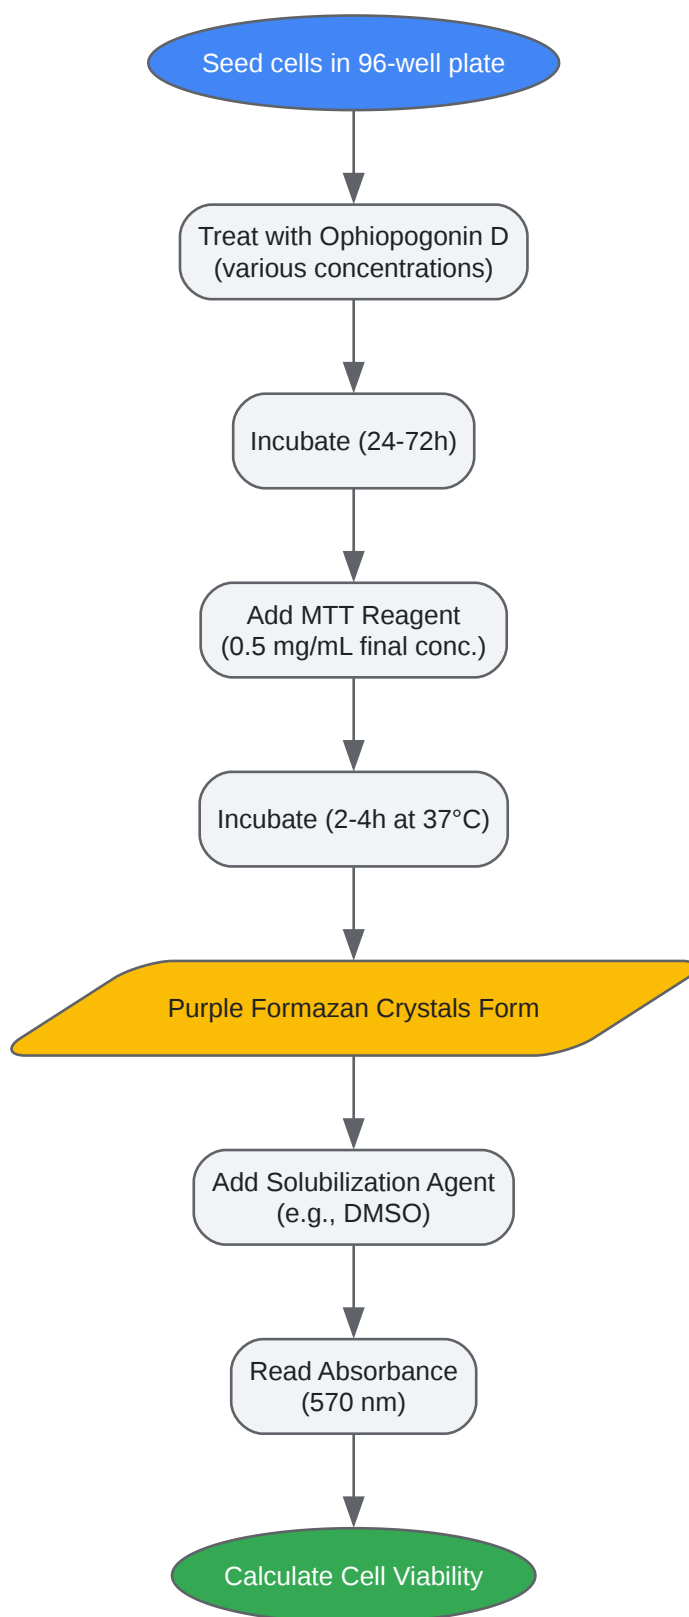 Seed cells in 96-well plate
Treat with Ophiopogonin D
(various concentrations)
Incubate (24-72h)
Add MTT Reagent
(0.5 mg/mL final conc.)
Incubate (2-4h at 37°C)
Purple Formazan Crystals Form
Add Solubilization Agent
(e.g., DMSO)
Read Absorbance
(570 nm)
Calculate Cell Viability